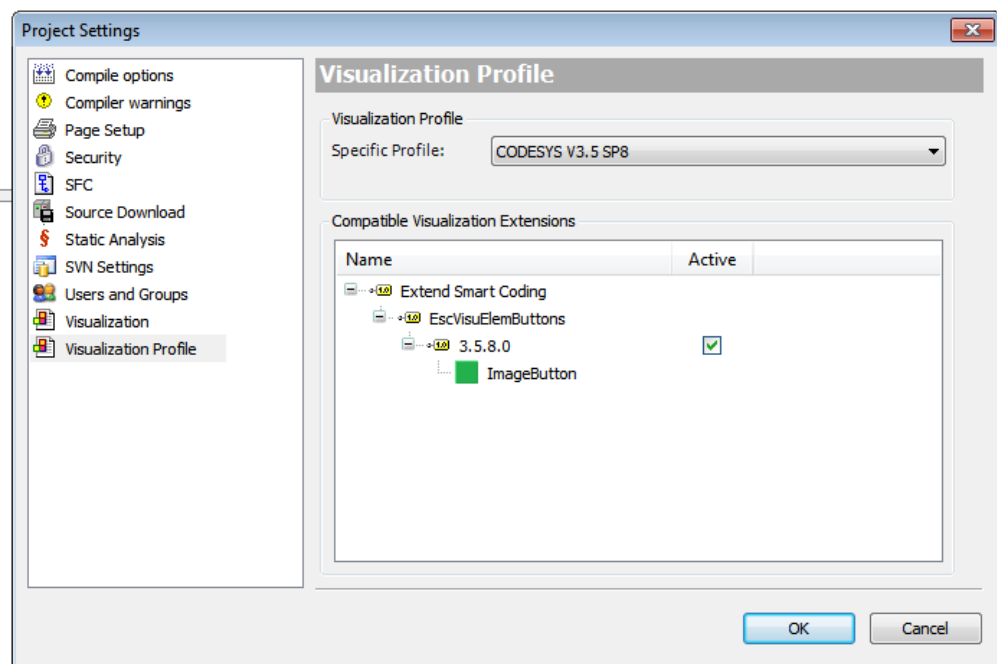 Project Settings
Compile options
Compiler warnings
Page Setup
Security
SFC
Source Download
Static Analysis
SVN Settings
Users and Groups
Visualization
Visualization Profile
Visualization Profile
Visualization Profile
Specific Profile: CODESYS V3.5 SP8
Compatible Visualization Extensions
Name Active
Extend Smart Coding
EscVisuElemButtons
3.5.8.0
ImageButton
OK Cancel